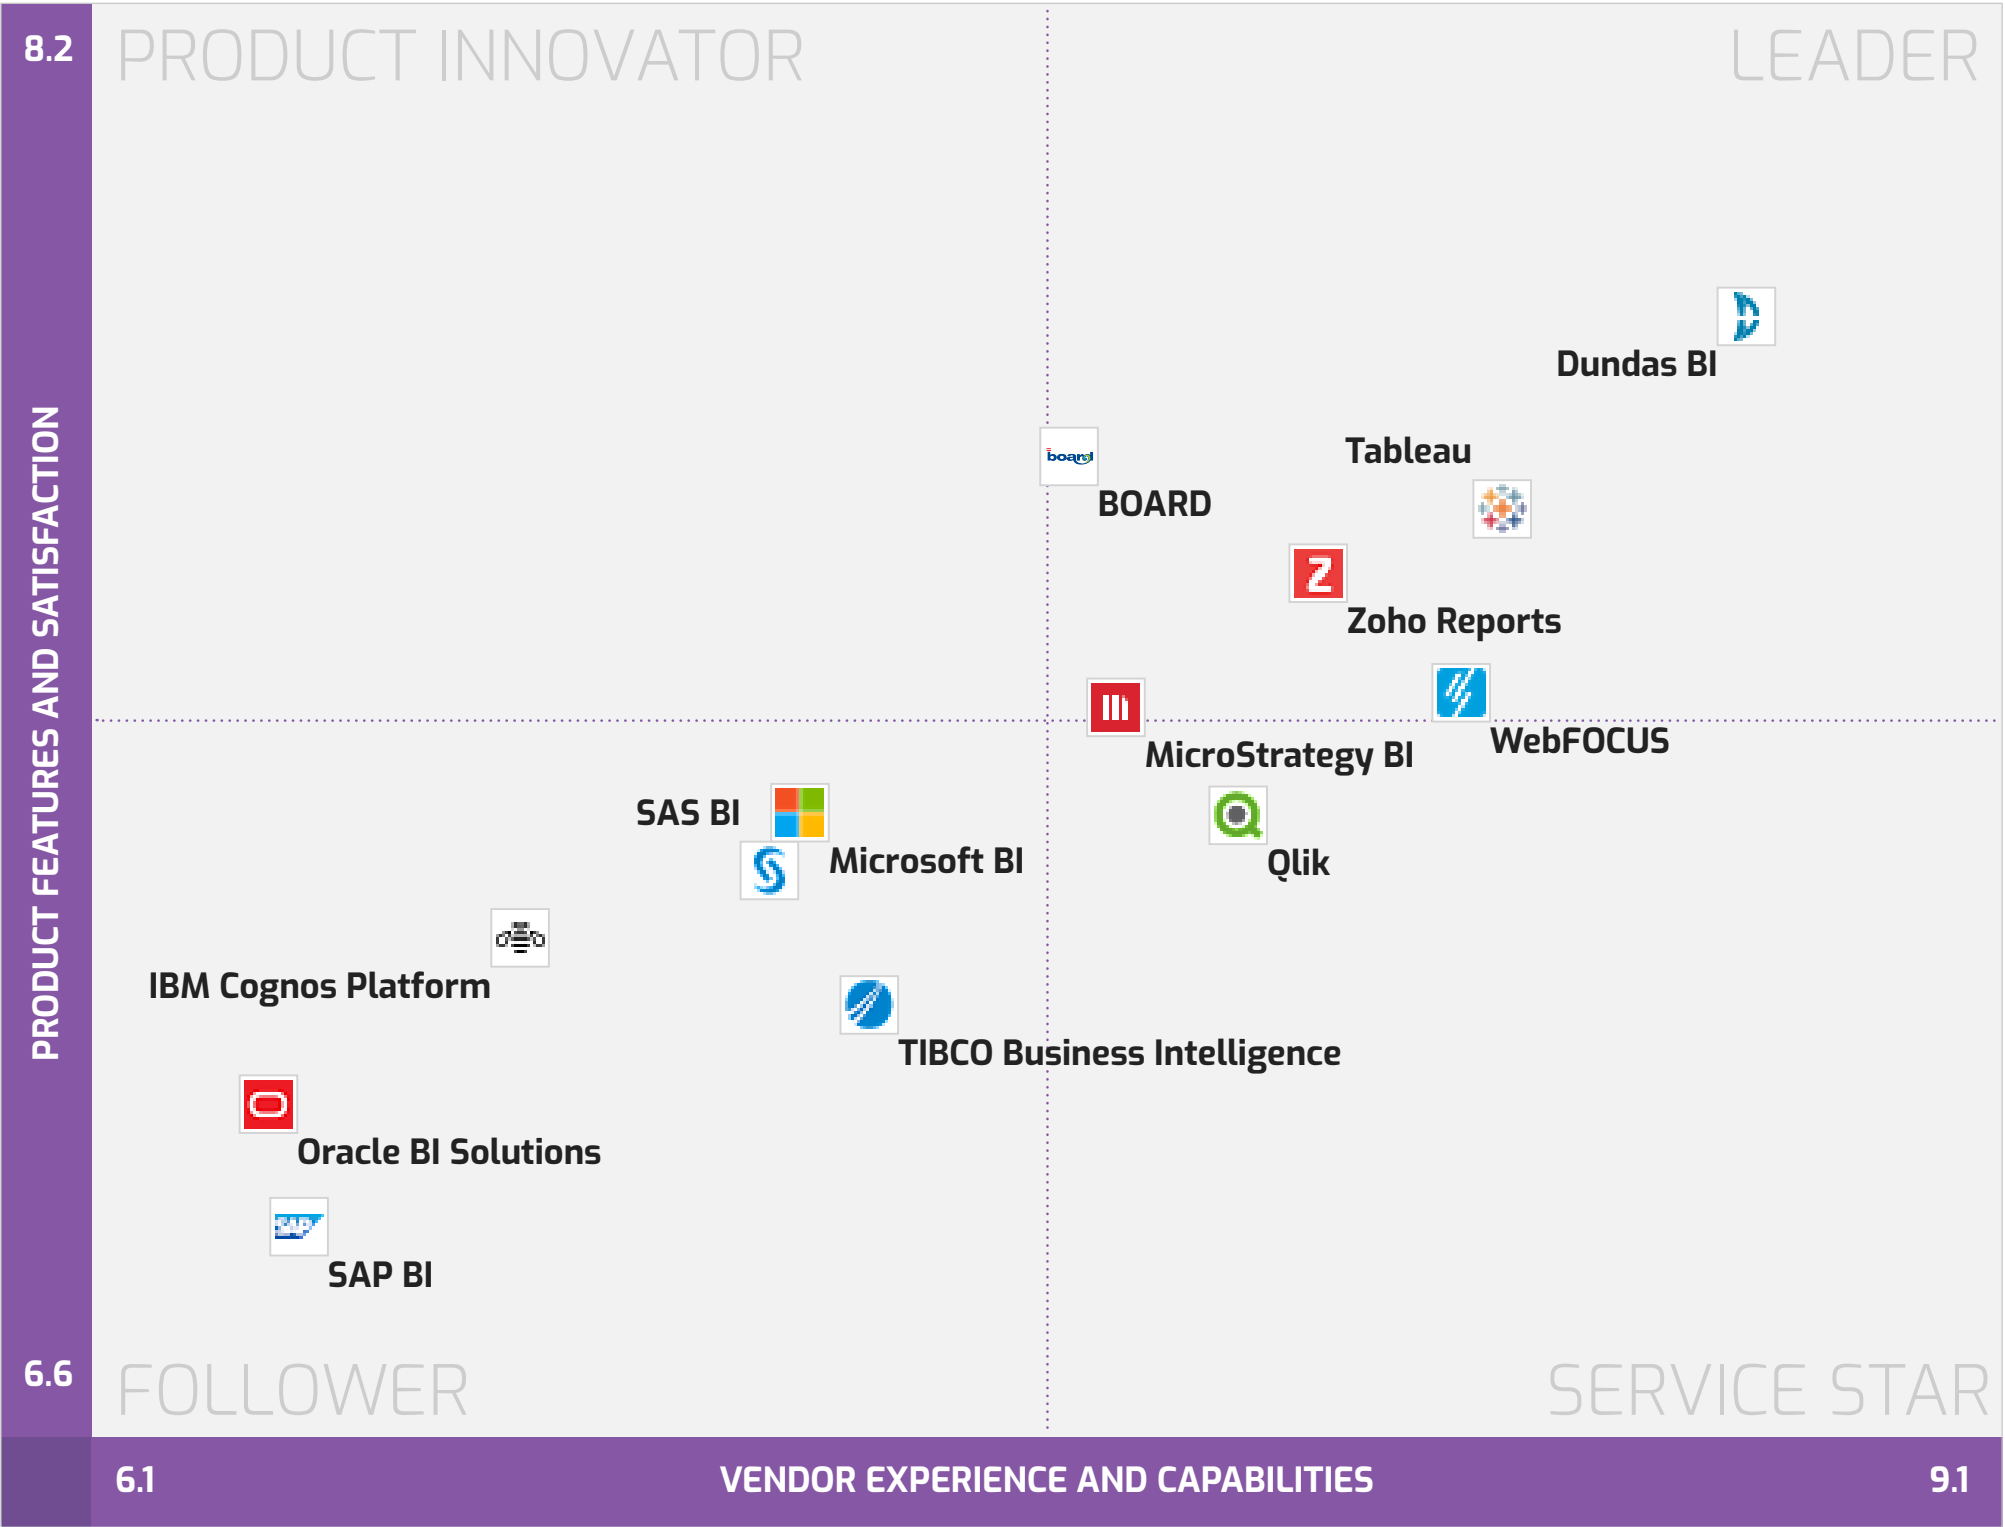 8.2
PRODUCT INNOVATOR
LEADER
Dundas BI
Tableau
board
BOARD
Zoho Reports
WebFOCUS
MicroStrategy BI
SAS BI
Microsoft BI
Qlik
IBM Cognos Platform
TIBCO Business Intelligence
Oracle BI Solutions
SAP
SAP BI
PRODUCT FEATURES AND SATISFACTION
6.6
FOLLOWER
SERVICE STAR
6.1
VENDOR EXPERIENCE AND CAPABILITIES
9.1